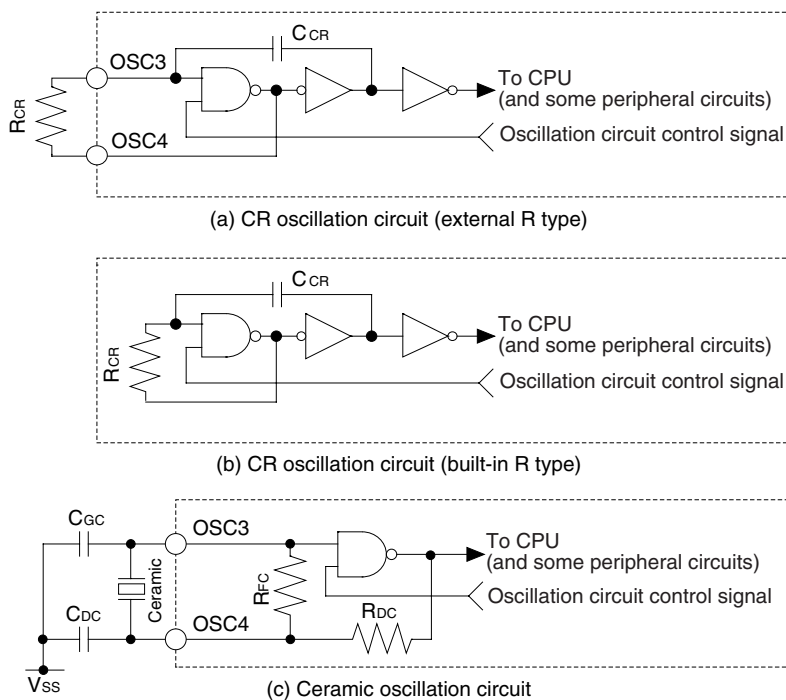 CCR
OSC3
To CPU
(and some peripheral circuits)
RCR
OSC4
Oscillation circuit control signal
(a) CR oscillation circuit (external R type)
CCR
To CPU
(and some peripheral circuits)
RCR
Oscillation circuit control signal
(b) CR oscillation circuit (built-in R type)
CGC
OSC3
To CPU
(and some peripheral circuits)
Ceramic
RFC
Oscillation circuit control signal
CDC
OSC4
RDC
VSS
(c) Ceramic oscillation circuit